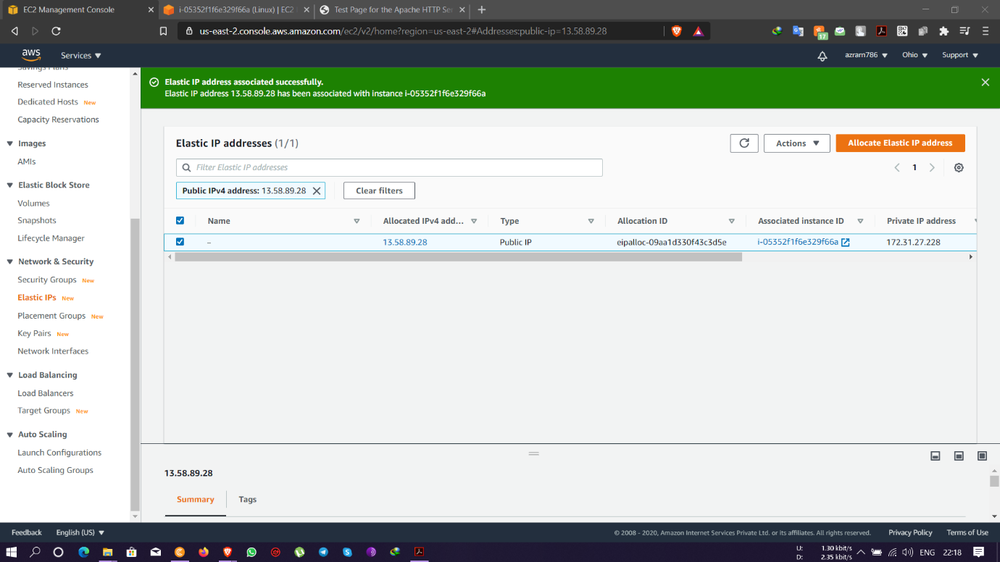 EC2 Management Console
i-05352f1f6e329f66a (Linux) | EC2
Test Page for the Apache HTTP Ser
us-east-2.console.aws.amazon.com/ec2/v2/home?region=us-east-2#Addresses:public-ip=13.58.89.28
17
aws
Services
azram786
Ohio
Support
Savings Plans
Reserved Instances
Dedicated Hosts New
Capacity Reservations
Images
AMIs
Elastic Block Store
Volumes
Snapshots
Lifecycle Manager
Network & Security
Security Groups New
Elastic IPs New
Placement Groups New
Key Pairs New
Network Interfaces
Load Balancing
Load Balancers
Target Groups New
Auto Scaling
Launch Configurations
Auto Scaling Groups
Elastic IP address associated successfully.
Elastic IP address 13.58.89.28 has been associated with instance i-05352f1f6e329f66a
Elastic IP addresses (1/1)
Actions
Allocate Elastic IP address
Filter Elastic IP addresses
1
Public IPv4 address: 13.58.89.28
Clear filters
Name Allocated IPv4 add... Type Allocation ID Associated instance ID Private IP address
– 13.58.89.28 Public IP eipalloc-09aa1d330f43c3d5e i-05352f1f6e329f66a 172.31.27.228
13.58.89.28
Summary
Tags
Feedback
English (US)
© 2008 - 2020, Amazon Internet Services Private Ltd. or its affiliates. All rights reserved.
Privacy Policy
Terms of Use
U: 1.30 kbit/s
D: 2.35 kbit/s
ENG
22:18